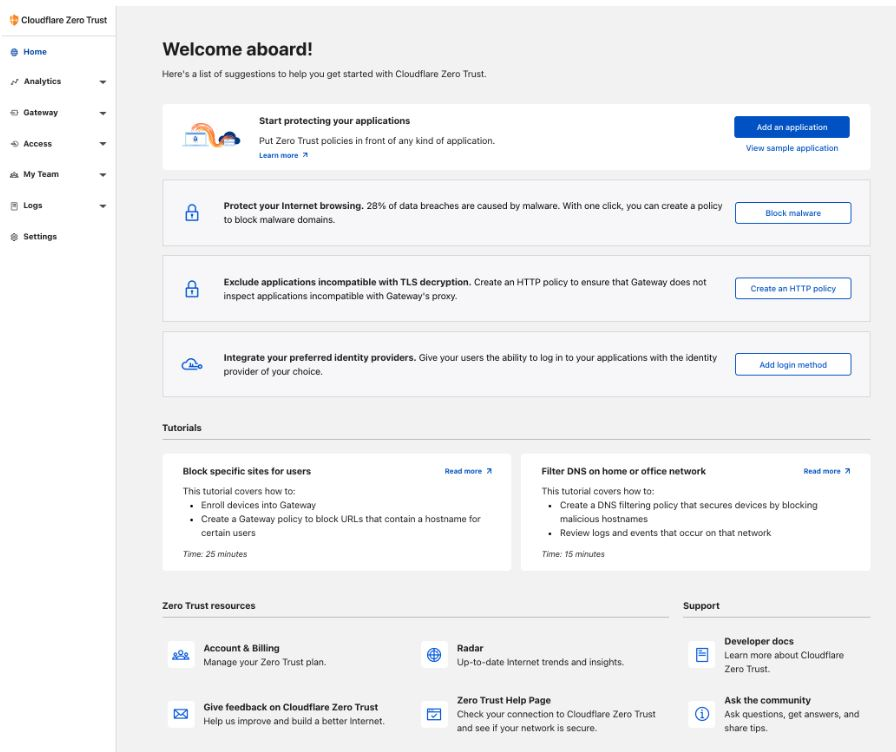 Cloudflare Zero Trust
Home
Analytics
Gateway
Access
My Team
Logs
Settings
Welcome aboard!
Here's a list of suggestions to help you get started with Cloudflare Zero Trust.
Start protecting your applications
Put Zero Trust policies in front of any kind of application.
Learn more
Add an application
View sample application
Protect your Internet browsing. 28% of data breaches are caused by malware. With one click, you can create a policy
to block malware domains.
Block malware
Exclude applications incompatible with TLS decryption. Create an HTTP policy to ensure that Gateway does not
inspect applications incompatible with Gateway's proxy.
Create an HTTP policy
Integrate your preferred identity providers. Give your users the ability to log in to your applications with the identity
provider of your choice.
Add login method
Tutorials
Block specific sites for users
Read more
This tutorial covers how to:
• Enroll devices into Gateway
• Create a Gateway policy to block URLs that contain a hostname for
certain users
Time: 25 minutes
Filter DNS on home or office network
Read more
This tutorial covers how to:
• Create a DNS filtering policy that secures devices by blocking
malicious hostnames
• Review logs and events that occur on that network
Time: 15 minutes
Zero Trust resources
Account & Billing
Manage your Zero Trust plan.
Radar
Up-to-date Internet trends and insights.
Give feedback on Cloudflare Zero Trust
Help us improve and build a better Internet.
Zero Trust Help Page
Check your connection to Cloudflare Zero Trust
and see if your network is secure.
Support
Developer docs
Learn more about Cloudflare
Zero Trust.
Ask the community
Ask questions, get answers, and
share tips.